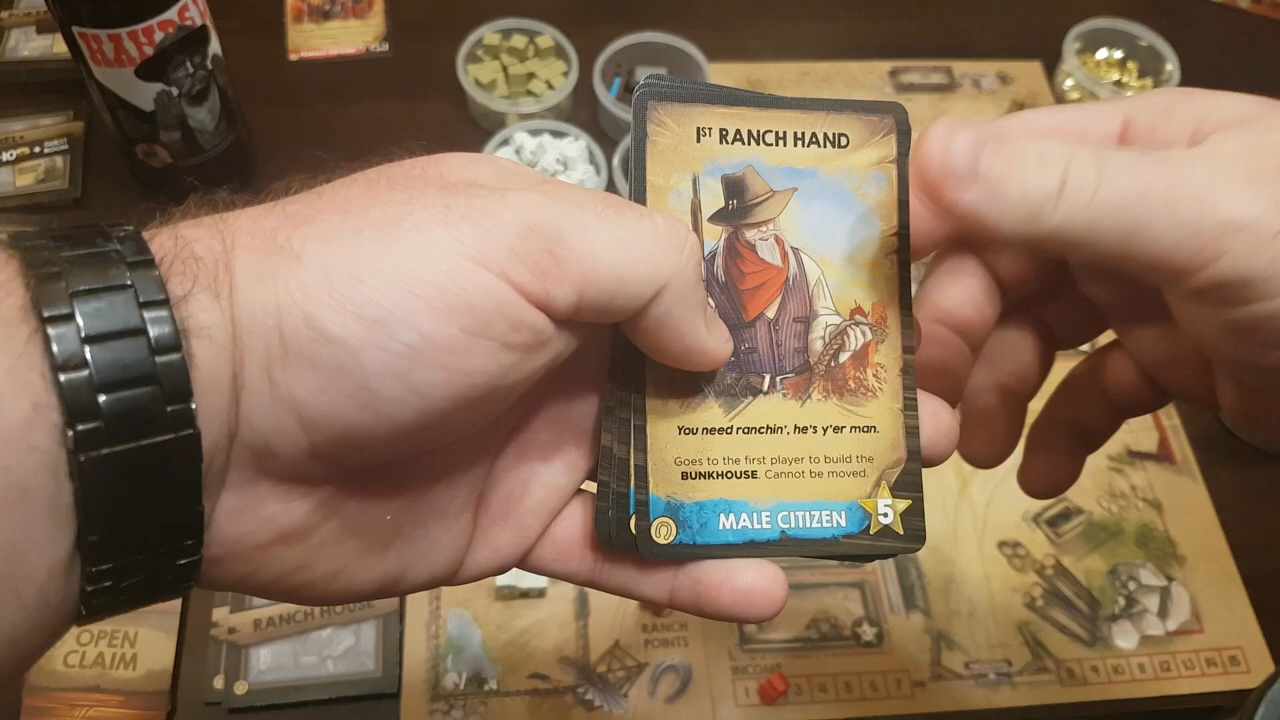 HANDS
1ST RANCH HAND
You need ranchin', he's y'er man.
Goes to the first player to build the
BUNKHOUSE. Cannot be moved.
MALE CITIZEN
5
OPEN
CLAIM
RANCH HOUSE
RANCH
POINTS
INCOME
1 3 4 5 6 7
8 9 10 11 12 13 14 15